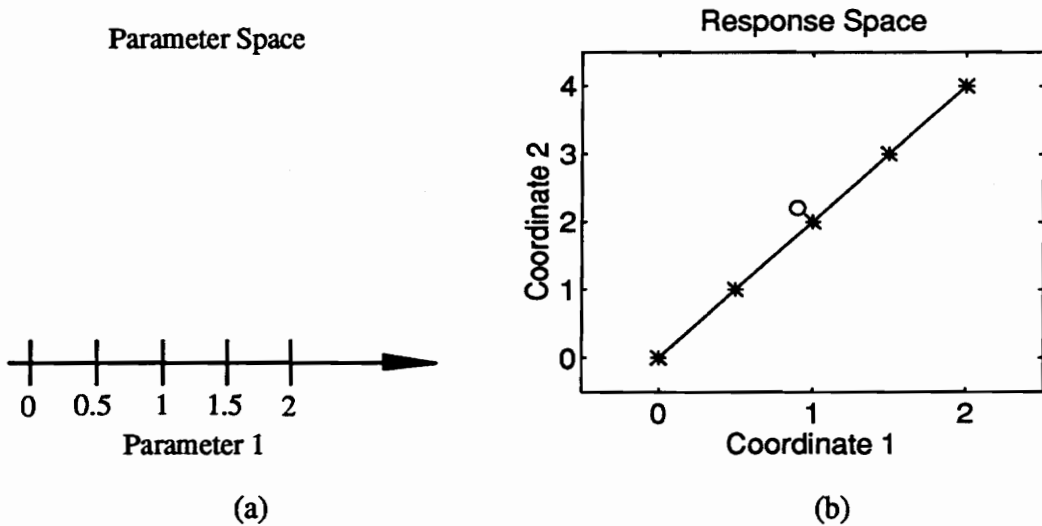 Parameter Space
0 0.5 1 1.5 2
Parameter 1
(a)
Response Space
Coordinate 2
4
3
2
1
0
0 1 2
Coordinate 1
(b)